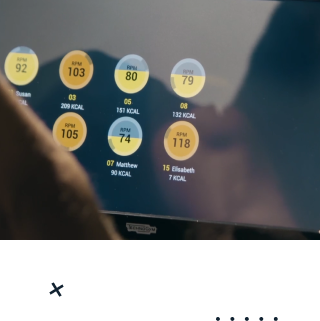 RPM
92
Susan
RPM
103
03
209 KCAL
RPM
80
05
151 KCAL
RPM
79
08
132 KCAL
RPM
105
RPM
74
07 Matthew
90 KCAL
RPM
118
15 Elisabeth
7 KCAL